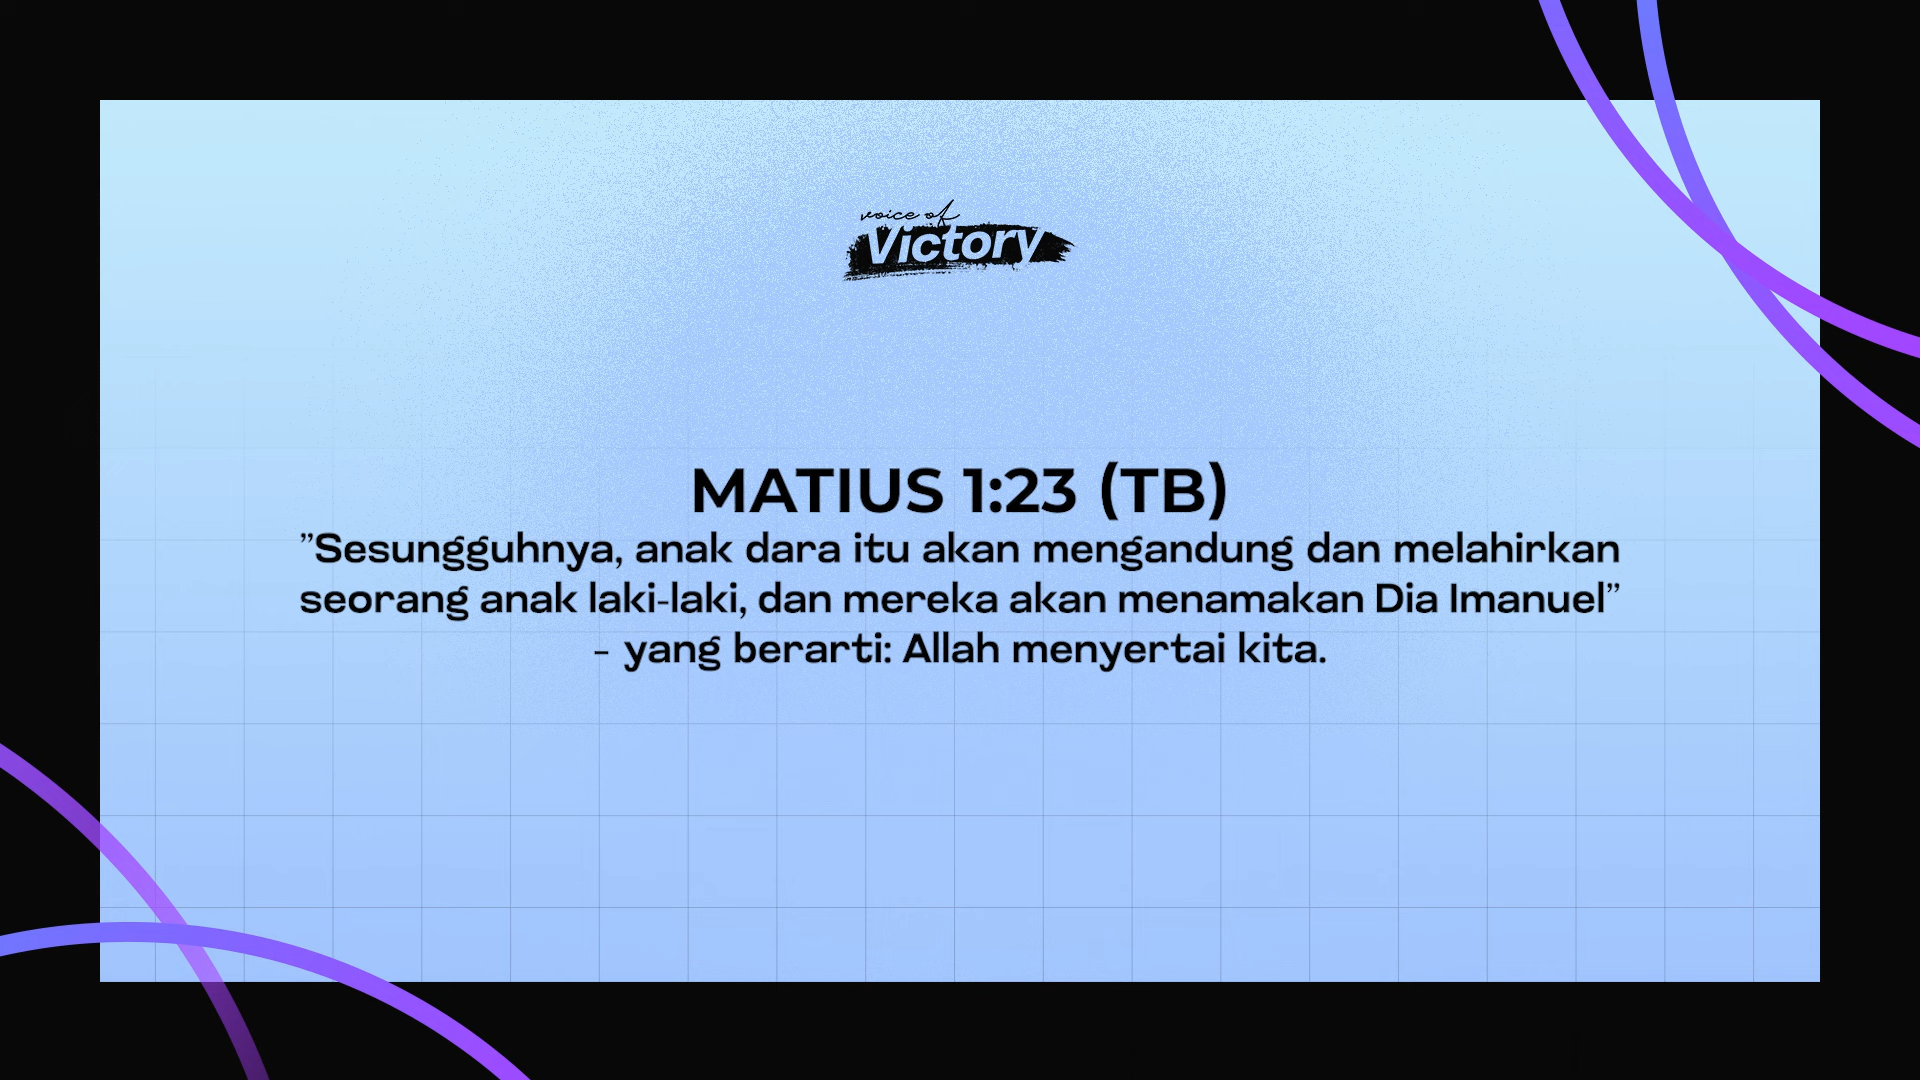 voice of
Victory
MATIUS 1:23 (TB)
”Sesungguhnya, anak dara itu akan mengandung dan melahirkan
seorang anak laki-laki, dan mereka akan menamakan Dia Imanuel”
- yang berarti: Allah menyertai kita.